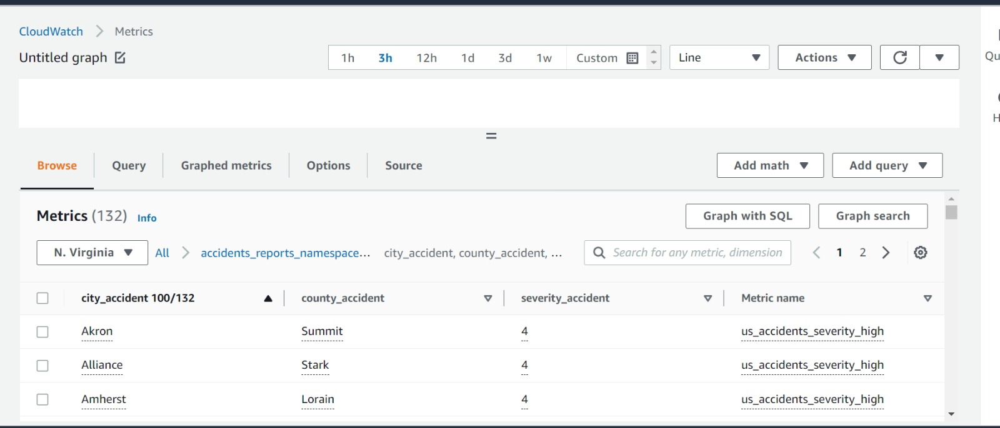 CloudWatch > Metrics
Untitled graph
1h 3h 12h 1d 3d 1w Custom Line Actions
Browse Query Graphed metrics Options Source Add math Add query
Metrics (132) Info Graph with SQL Graph search
N. Virginia All > accidents_reports_namespace... city_accident, county_accident, ... Search for any metric, dimension 1 2
city_accident 100/132 county_accident severity_accident Metric name
Akron Summit 4 us_accidents_severity_high
Alliance Stark 4 us_accidents_severity_high
Amherst Lorain 4 us_accidents_severity_high